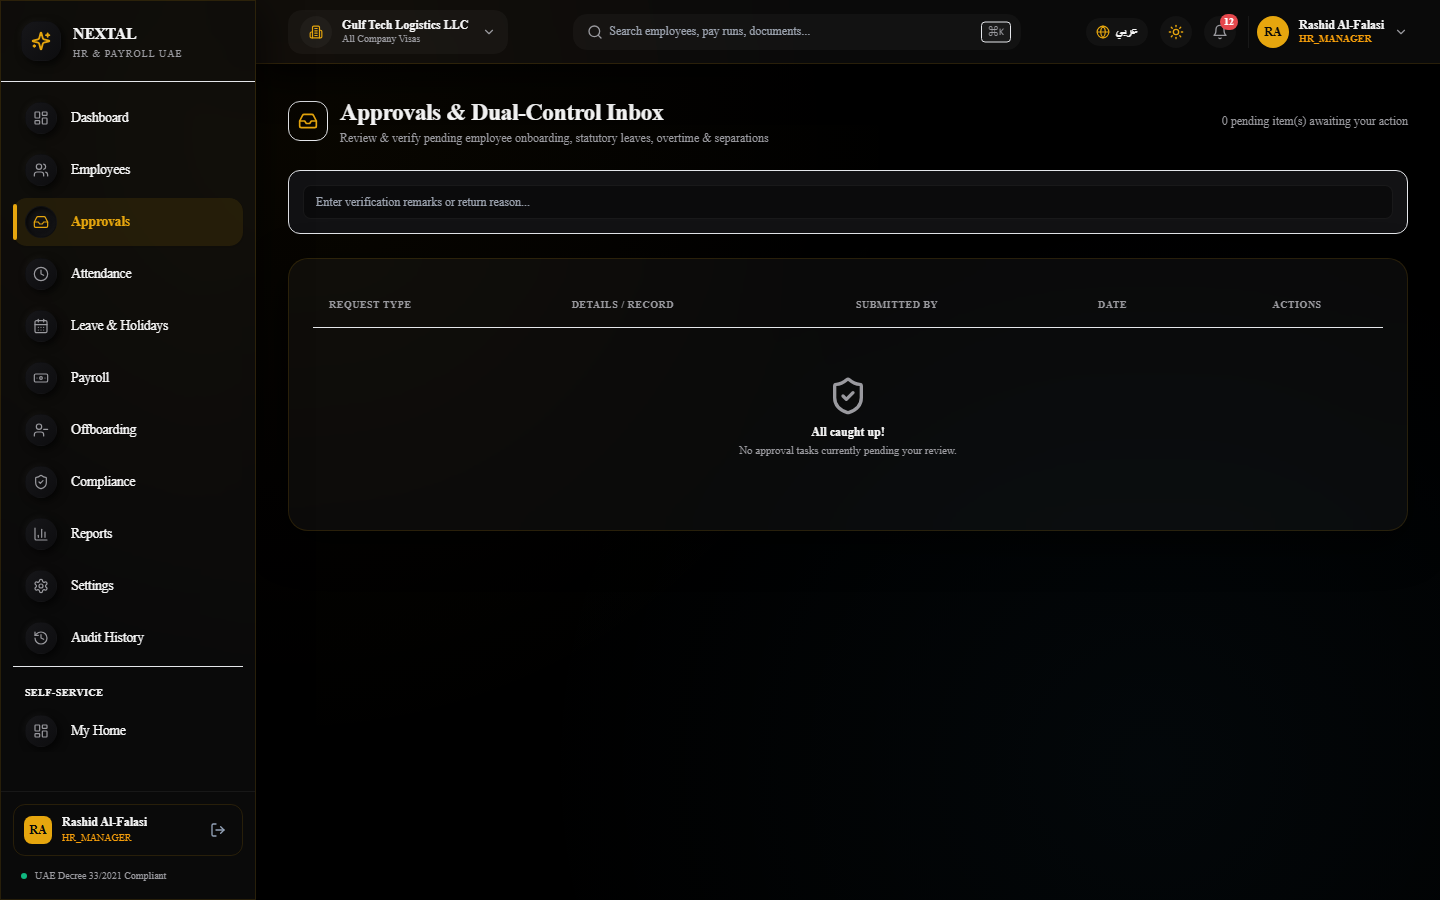 NEXTAL
HR & PAYROLL UAE
Gulf Tech Logistics LLC
All Company Visas
Search employees, pay runs, documents...
⌘K
عربي
12
RA
Rashid Al-Falasi
HR_MANAGER
Dashboard
Employees
Approvals
Attendance
Leave & Holidays
Payroll
Offboarding
Compliance
Reports
Settings
Audit History
SELF-SERVICE
My Home
RA
Rashid Al-Falasi
HR_MANAGER
UAE Decree 33/2021 Compliant
Approvals & Dual-Control Inbox
Review & verify pending employee onboarding, statutory leaves, overtime & separations
0 pending item(s) awaiting your action
Enter verification remarks or return reason...
REQUEST TYPE DETAILS / RECORD SUBMITTED BY DATE ACTIONS
All caught up!
No approval tasks currently pending your review.